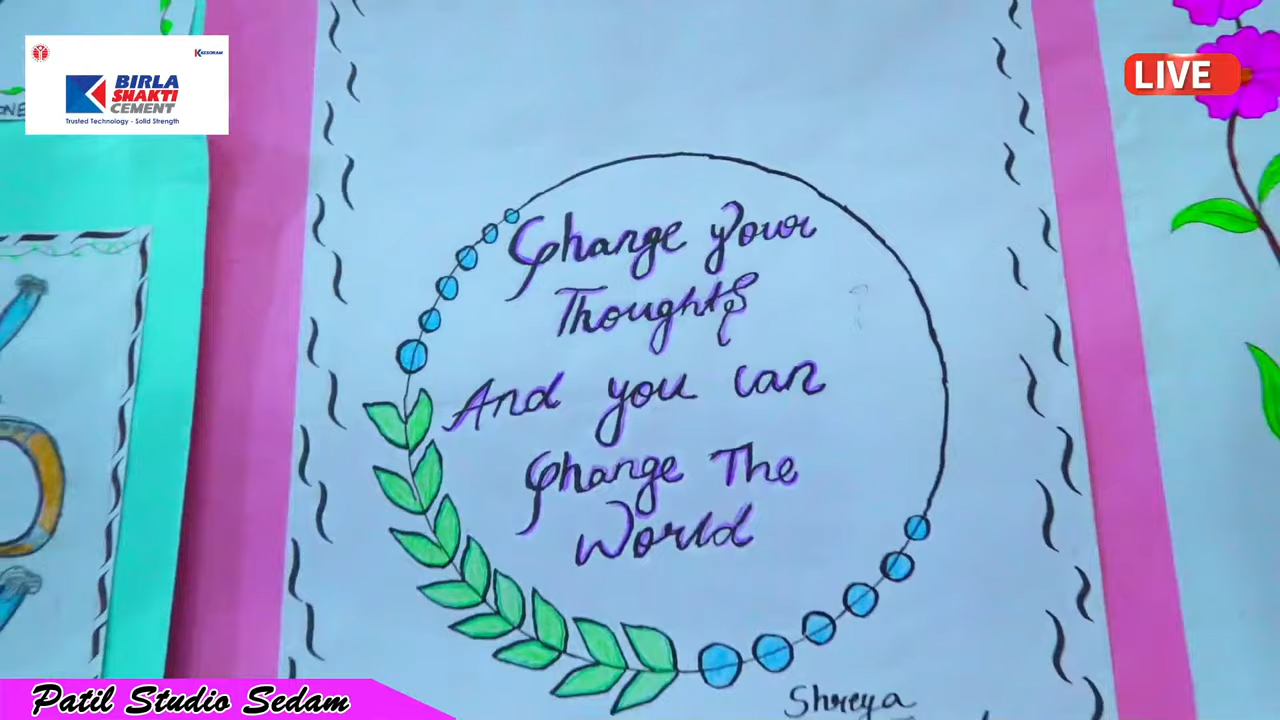 KESORAM
BIRLA
SHAKTI
CEMENT
Trusted Technology - Solid Strength
LIVE
Change your
Thoughts
And you can
Change The
World
Shreya
Patil Studio Sedam